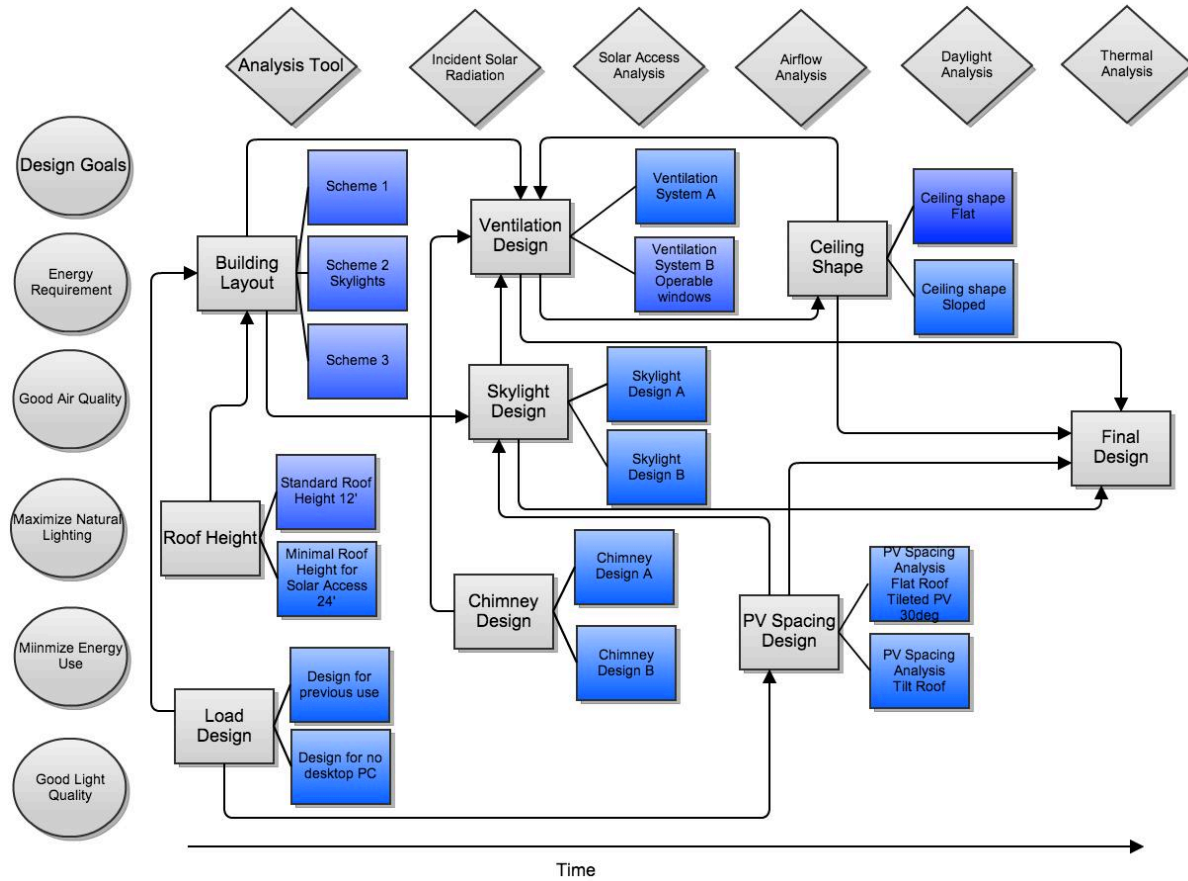 Analysis Tool
Incident Solar
Radiation
Solar Access
Analysis
Airflow
Analysis
Daylight
Analysis
Thermal
Analysis
Design Goals
Energy
Requirement
Good Air Quality
Maximize Natural
Lighting
Miinmize Energy
Use
Good Light
Quality
Building
Layout
Scheme 1
Scheme 2
Skylights
Scheme 3
Roof Height
Standard Roof
Height 12'
Minimal Roof
Height for
Solar Access
24'
Load
Design
Design for
previous use
Design for no
desktop PC
Ventilation
Design
Ventilation
System A
Ventilation
System B
Operable
windows
Skylight
Design
Skylight
Design A
Skylight
Design B
Chimney
Design
Chimney
Design A
Chimney
Design B
Ceiling
Shape
Ceiling shape
Flat
Ceiling shape
Sloped
PV Spacing
Design
PV Spacing
Analysis
Flat Roof
Tileted PV
30deg
PV Spacing
Analysis
Tilt Roof
Final
Design
Time